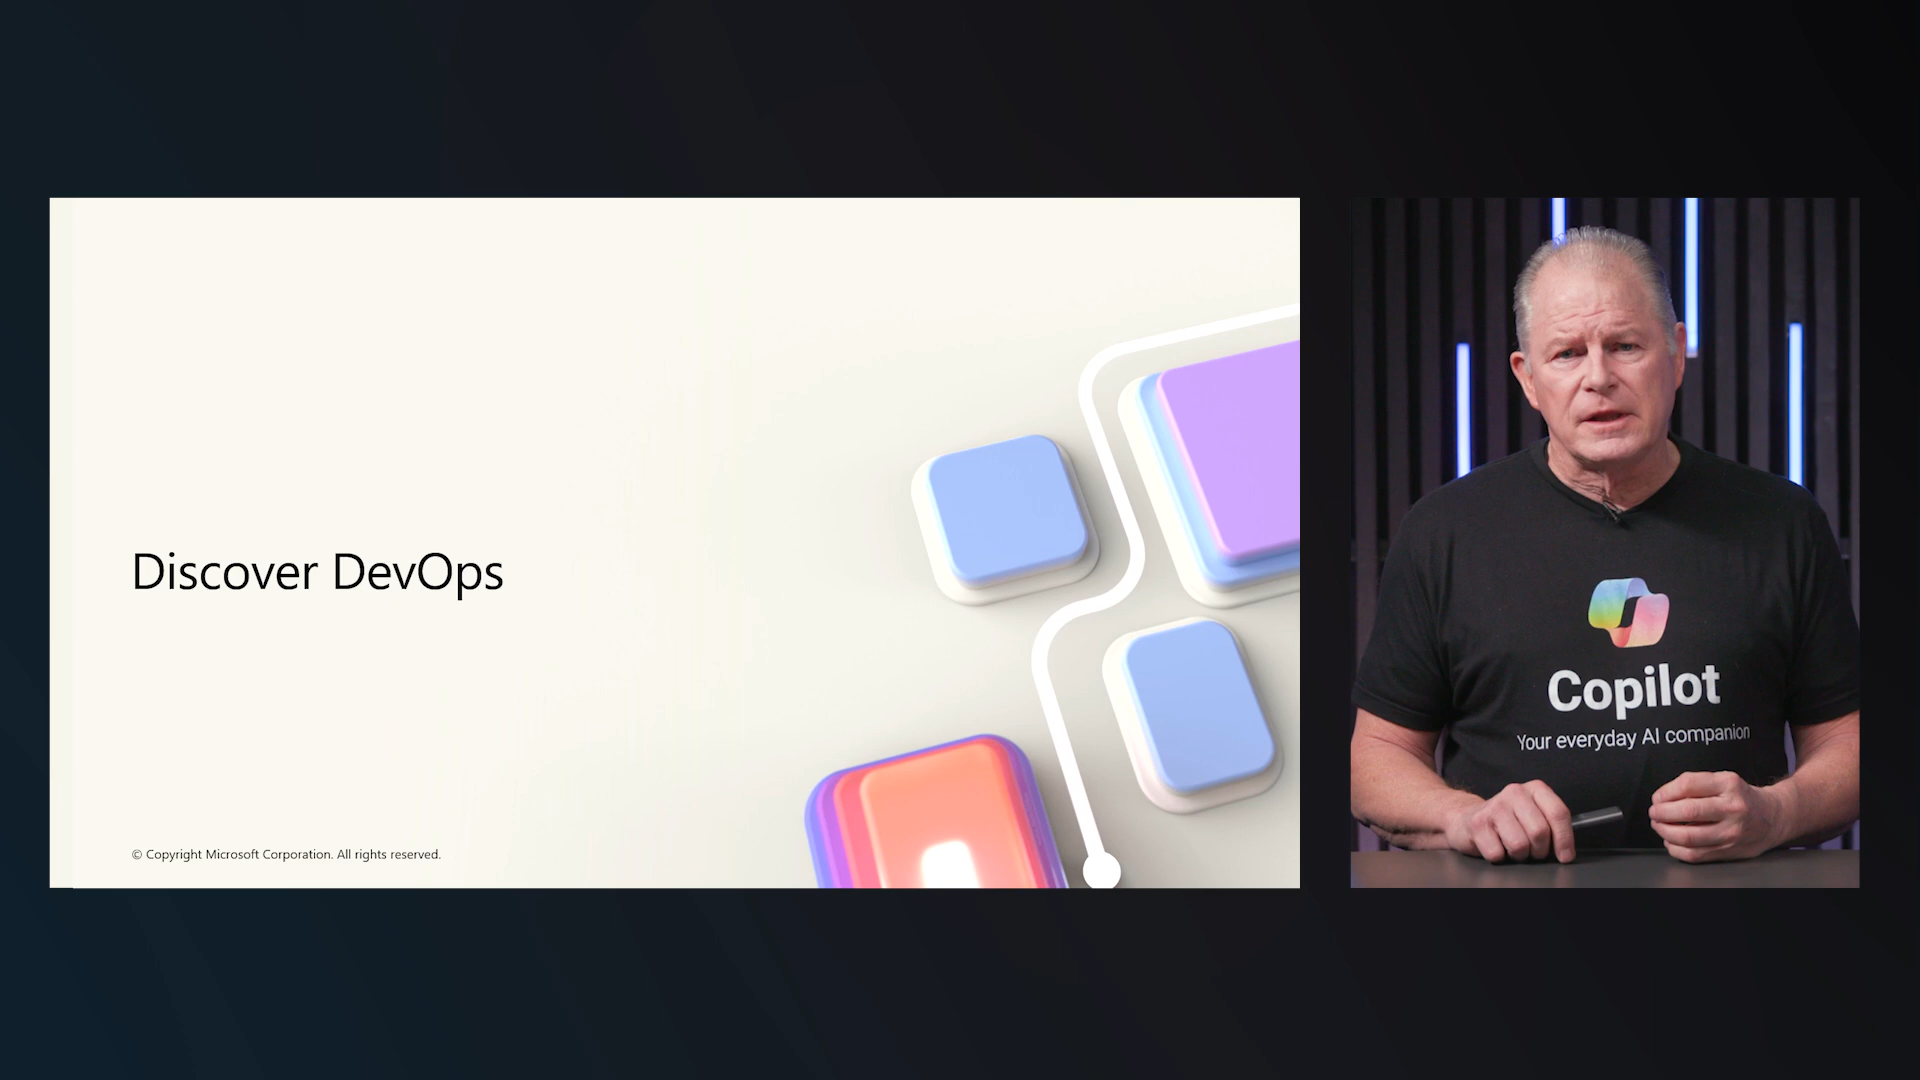 Discover DevOps
© Copyright Microsoft Corporation. All rights reserved.
Copilot
Your everyday AI companion